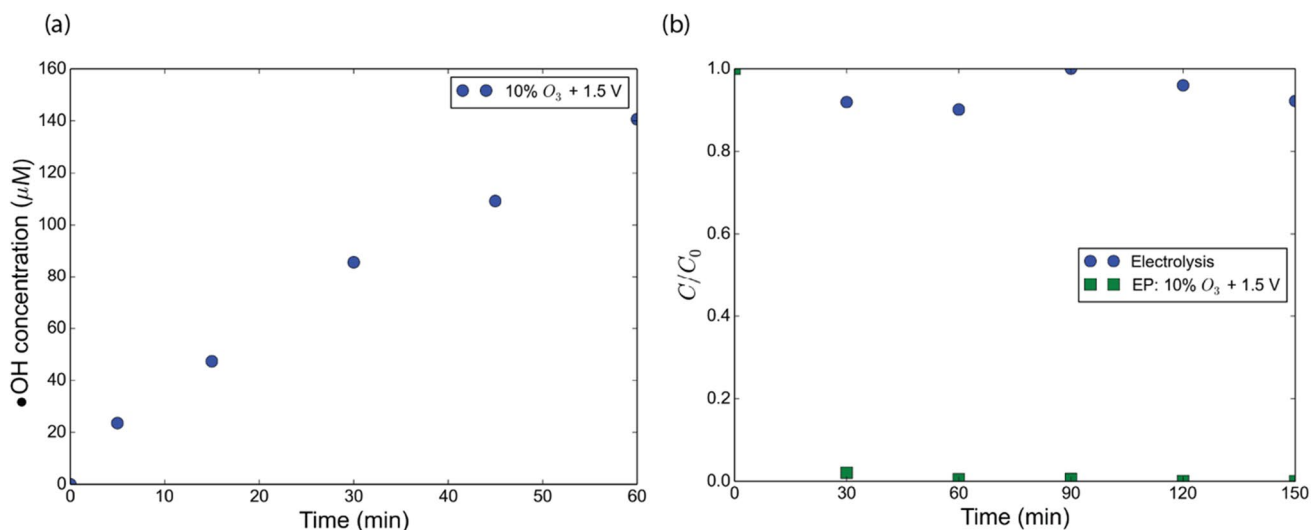 (a)
160
140
120
100
80
60
40
20
0
●OH concentration (μM)
10% O₃ + 1.5 V
0 10 20 30 40 50 60
Time (min)
(b)
1.0
0.8
0.6
0.4
0.2
0.0
C/C₀
Electrolysis
EP: 10% O₃ + 1.5 V
0 30 60 90 120 150
Time (min)